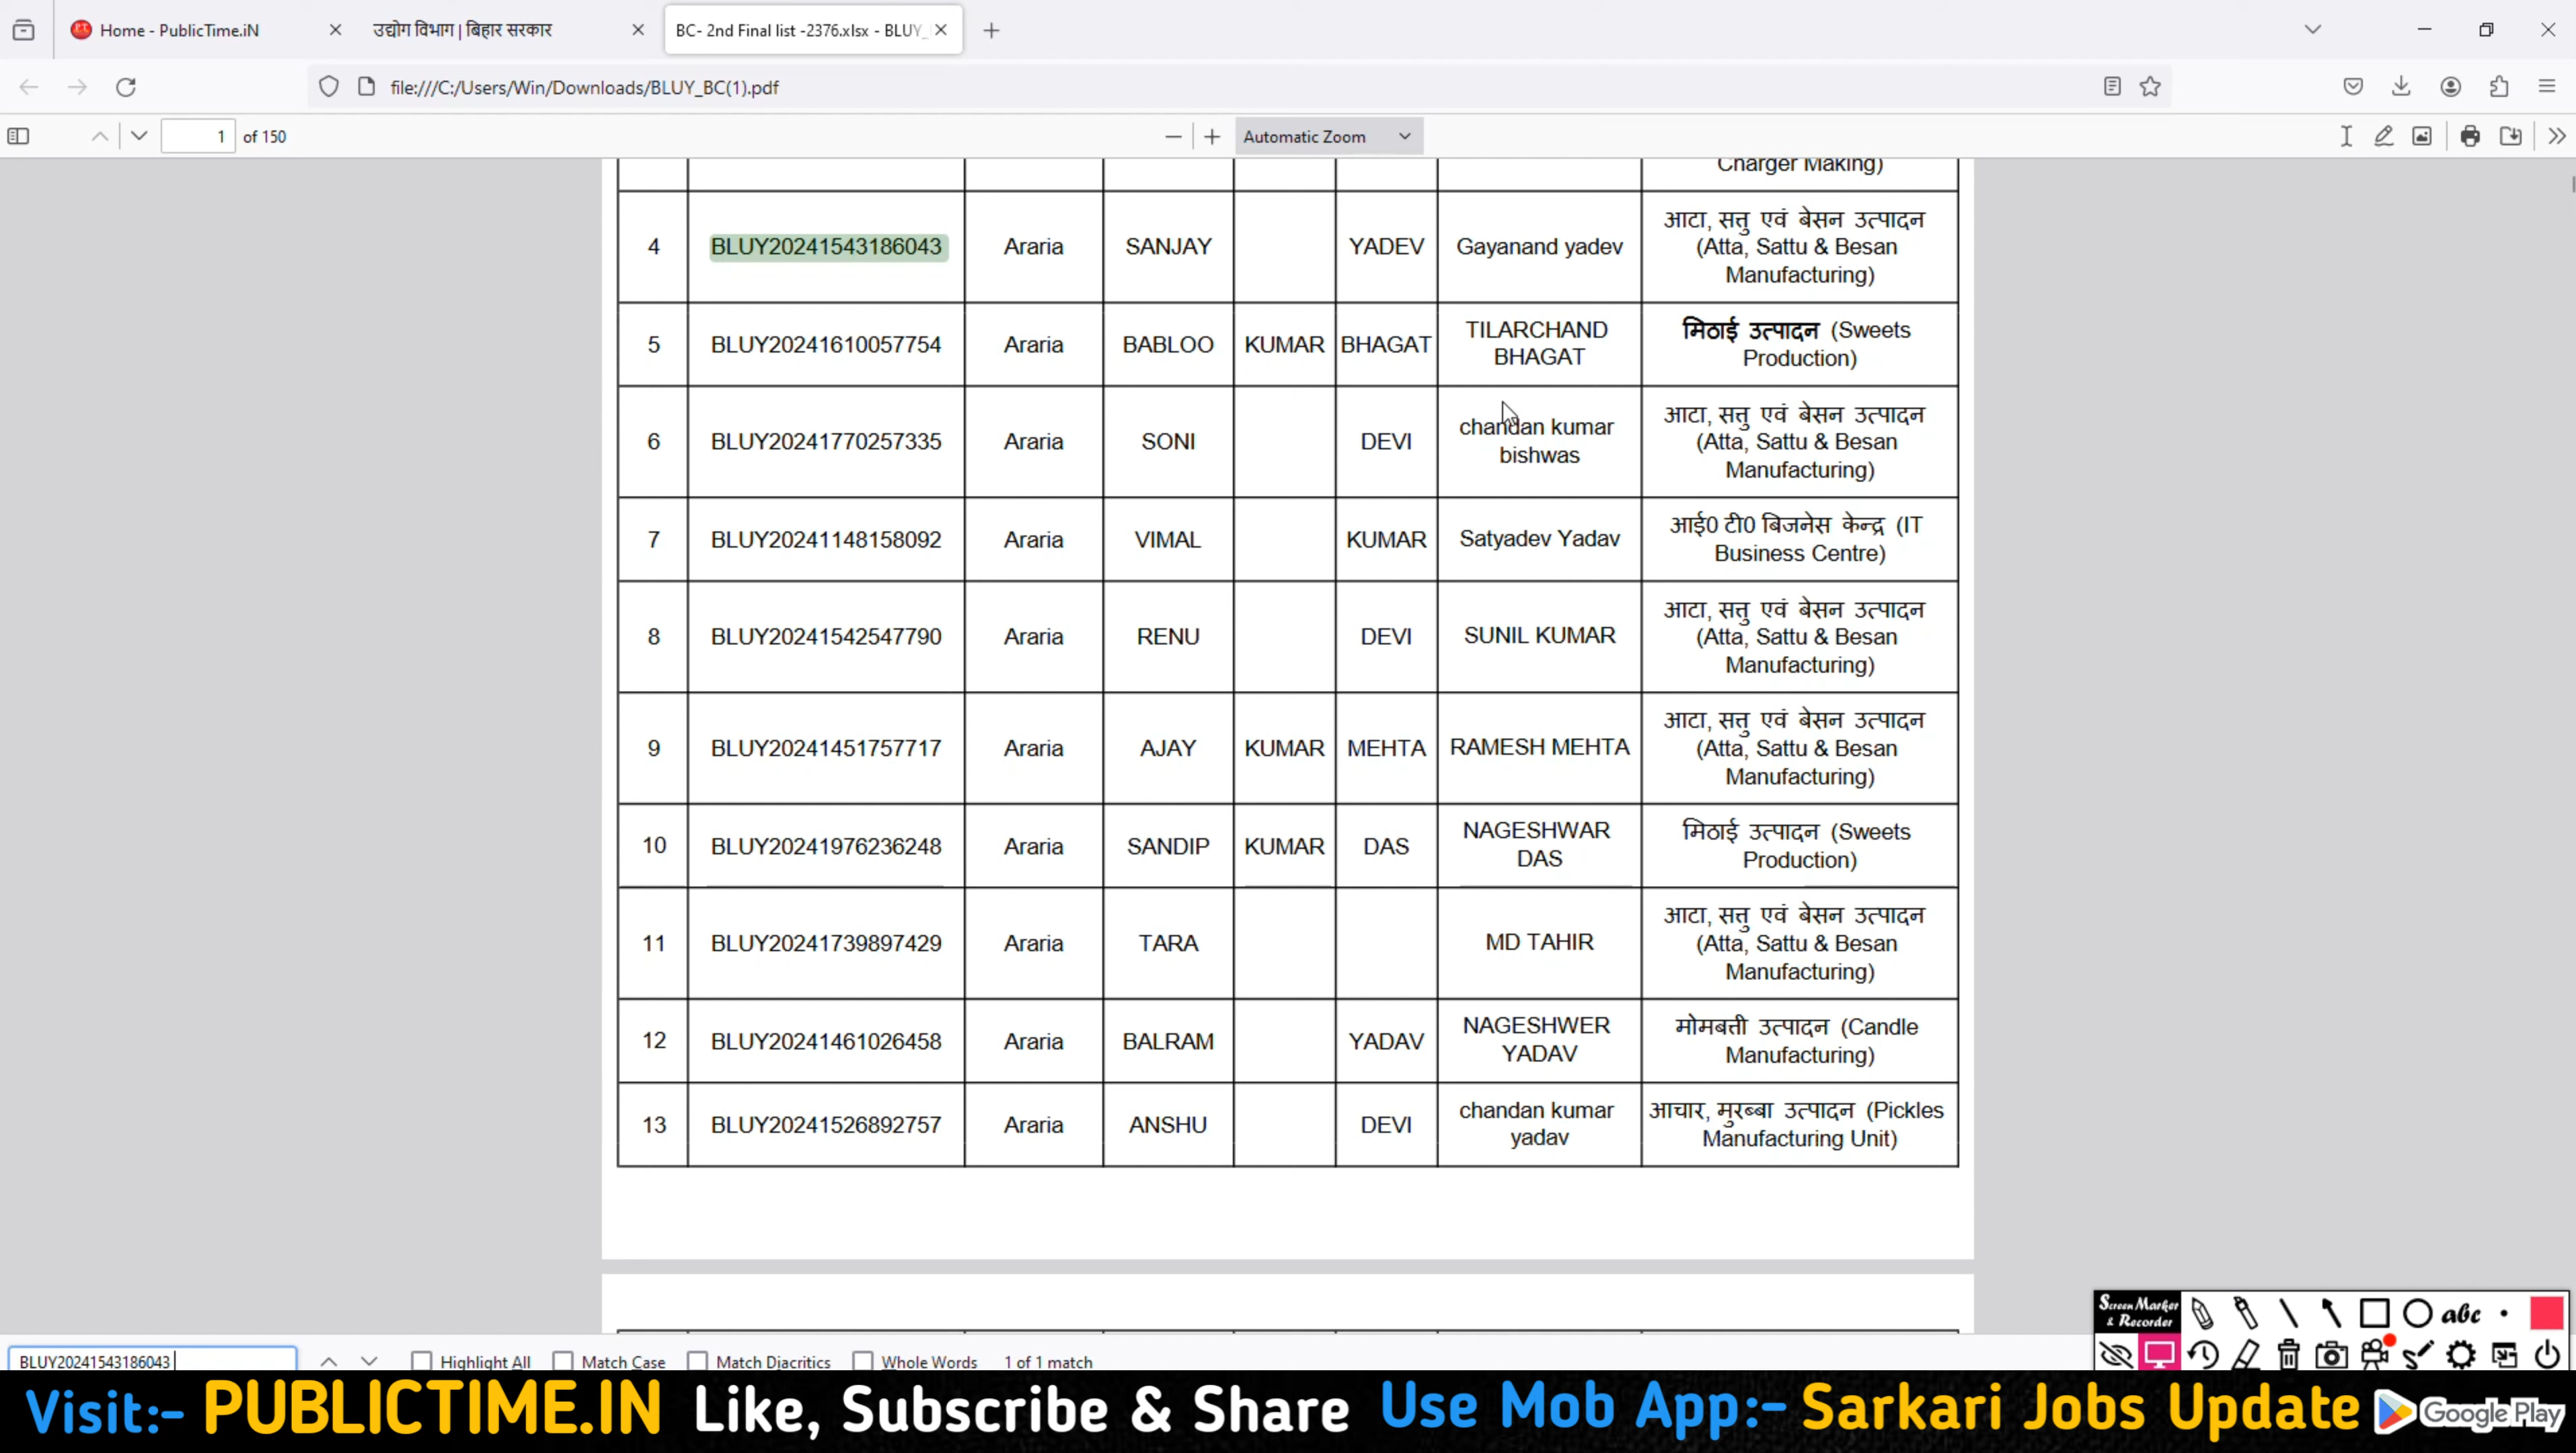 Home - PublicTime.iN
उद्योग विभाग | बिहार सरकार
BC- 2nd Final list -2376.xlsx - BLUY_
file:///C:/Users/Win/Downloads/BLUY_BC(1).pdf
1 of 150
Automatic Zoom
Charger Making)
4 BLUY20241543186043 Araria SANJAY YADEV Gayanand yadev आटा, सत्तु एवं बेसन उत्पादन
(Atta, Sattu & Besan
Manufacturing)
5 BLUY20241610057754 Araria BABLOO KUMAR BHAGAT TILARCHAND
BHAGAT
मिठाई उत्पादन (Sweets
Production)
6 BLUY20241770257335 Araria SONI DEVI chandan kumar
bishwas
आटा, सत्तु एवं बेसन उत्पादन
(Atta, Sattu & Besan
Manufacturing)
7 BLUY20241148158092 Araria VIMAL KUMAR Satyadev Yadav आई0 टी0 बिजनेस केन्द्र (IT
Business Centre)
8 BLUY20241542547790 Araria RENU DEVI SUNIL KUMAR आटा, सत्तु एवं बेसन उत्पादन
(Atta, Sattu & Besan
Manufacturing)
9 BLUY20241451757717 Araria AJAY KUMAR MEHTA RAMESH MEHTA आटा, सत्तु एवं बेसन उत्पादन
(Atta, Sattu & Besan
Manufacturing)
10 BLUY20241976236248 Araria SANDIP KUMAR DAS NAGESHWAR
DAS
मिठाई उत्पादन (Sweets
Production)
11 BLUY20241739897429 Araria TARA MD TAHIR आटा, सत्तु एवं बेसन उत्पादन
(Atta, Sattu & Besan
Manufacturing)
12 BLUY20241461026458 Araria BALRAM YADAV NAGESHWER
YADAV
मोमबत्ती उत्पादन (Candle
Manufacturing)
13 BLUY20241526892757 Araria ANSHU DEVI chandan kumar
yadav
आचार, मुरब्बा उत्पादन (Pickles
Manufacturing Unit)
Screen Marker
& Recorder
abc
BLUY20241543186043 Highlight All Match Case Match Diacritics Whole Words 1 of 1 match
Visit:- PUBLICTIME.IN Like, Subscribe & Share Use Mob App:- Sarkari Jobs Update Google Play